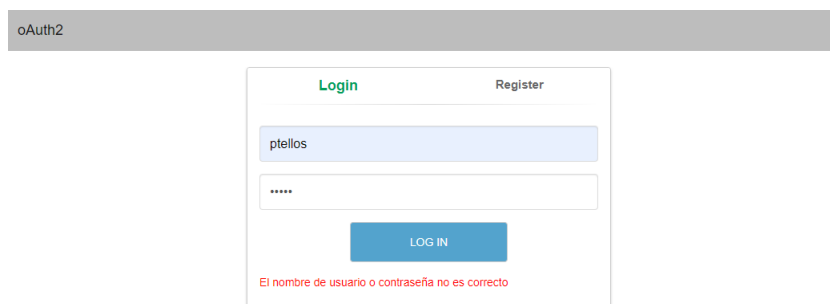 oAuth2
Login Register
ptellos
•••••
LOG IN
El nombre de usuario o contraseña no es correcto